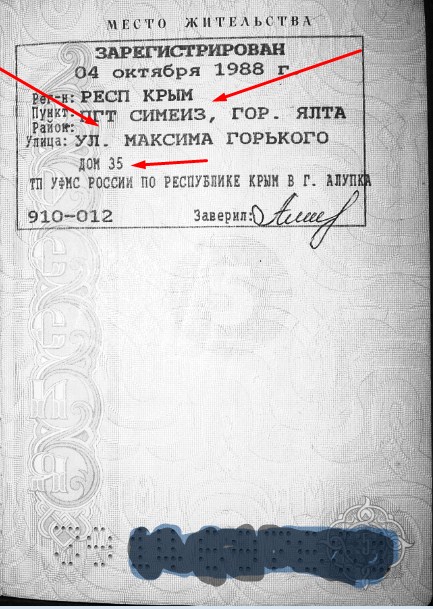 МЕСТО ЖИТЕЛЬСТВА
ЗАРЕГИСТРИРОВАН
04 октября 1988 г.
Рег-н: РЕСП КРЫМ
Пункт: ПГТ СИМЕИЗ, ГОР. ЯЛТА
Район:
Улица: УЛ. МАКСИМА ГОРЬКОГО
ДОМ 35
ТП УФМС РОССИИ ПО РЕСПУБЛИКЕ КРЫМ В Г. АЛУПКА
910-012 Заверил: